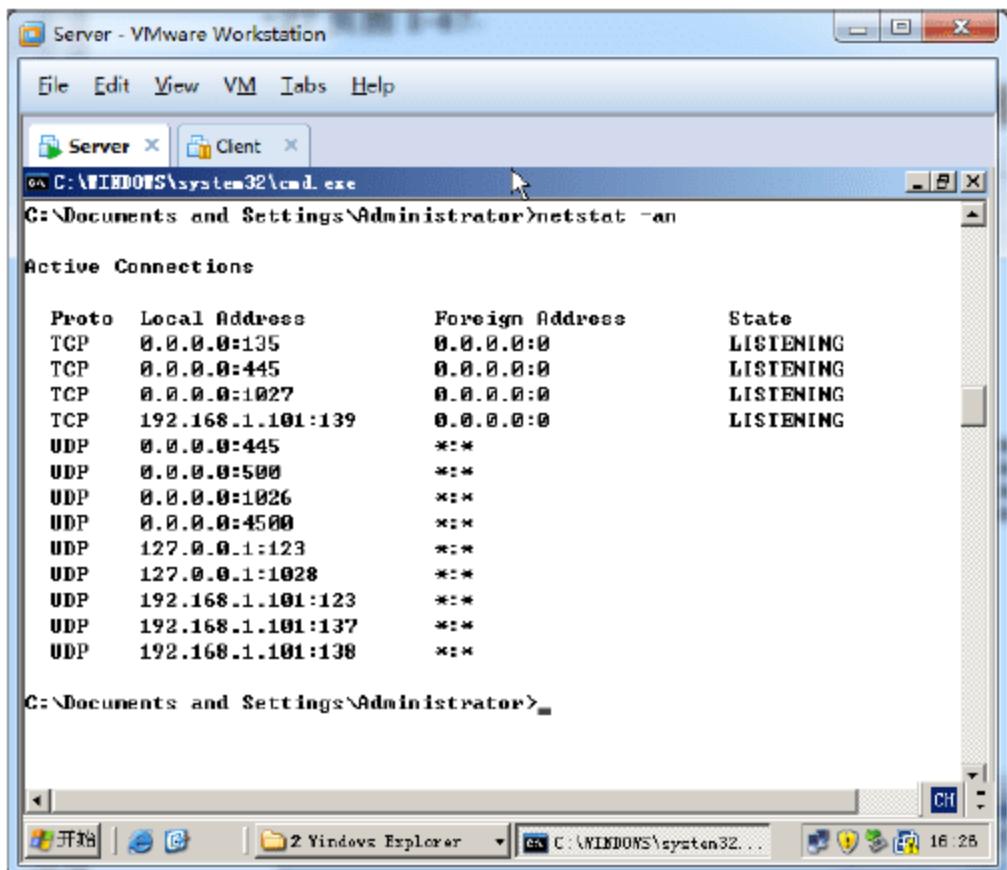 Server - VMware Workstation
File Edit View VM Tabs Help
Server Client
C:\WINDOWS\system32\cmd.exe
C:\Documents and Settings\Administrator>netstat -an
Active Connections
Proto Local Address Foreign Address State
TCP 0.0.0.0:135 0.0.0.0:0 LISTENING
TCP 0.0.0.0:445 0.0.0.0:0 LISTENING
TCP 0.0.0.0:1027 0.0.0.0:0 LISTENING
TCP 192.168.1.101:139 0.0.0.0:0 LISTENING
UDP 0.0.0.0:445 *:*
UDP 0.0.0.0:500 *:*
UDP 0.0.0.0:1026 *:*
UDP 0.0.0.0:4500 *:*
UDP 127.0.0.1:123 *:*
UDP 127.0.0.1:1028 *:*
UDP 192.168.1.101:123 *:*
UDP 192.168.1.101:137 *:*
UDP 192.168.1.101:138 *:*
C:\Documents and Settings\Administrator>_
CH
开始 2 Windows Explorer C:\WINDOWS\system32... 16:26